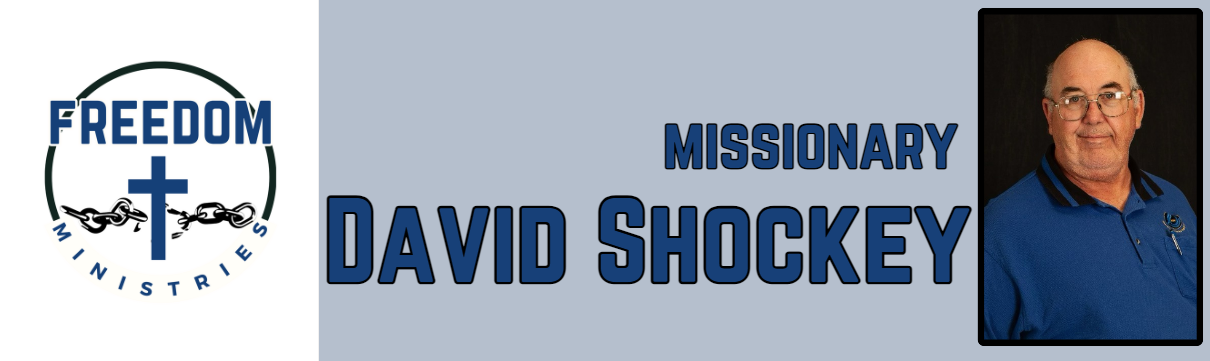 FREEDOM
MINISTRIES
MISSIONARY
DAVID SHOCKEY